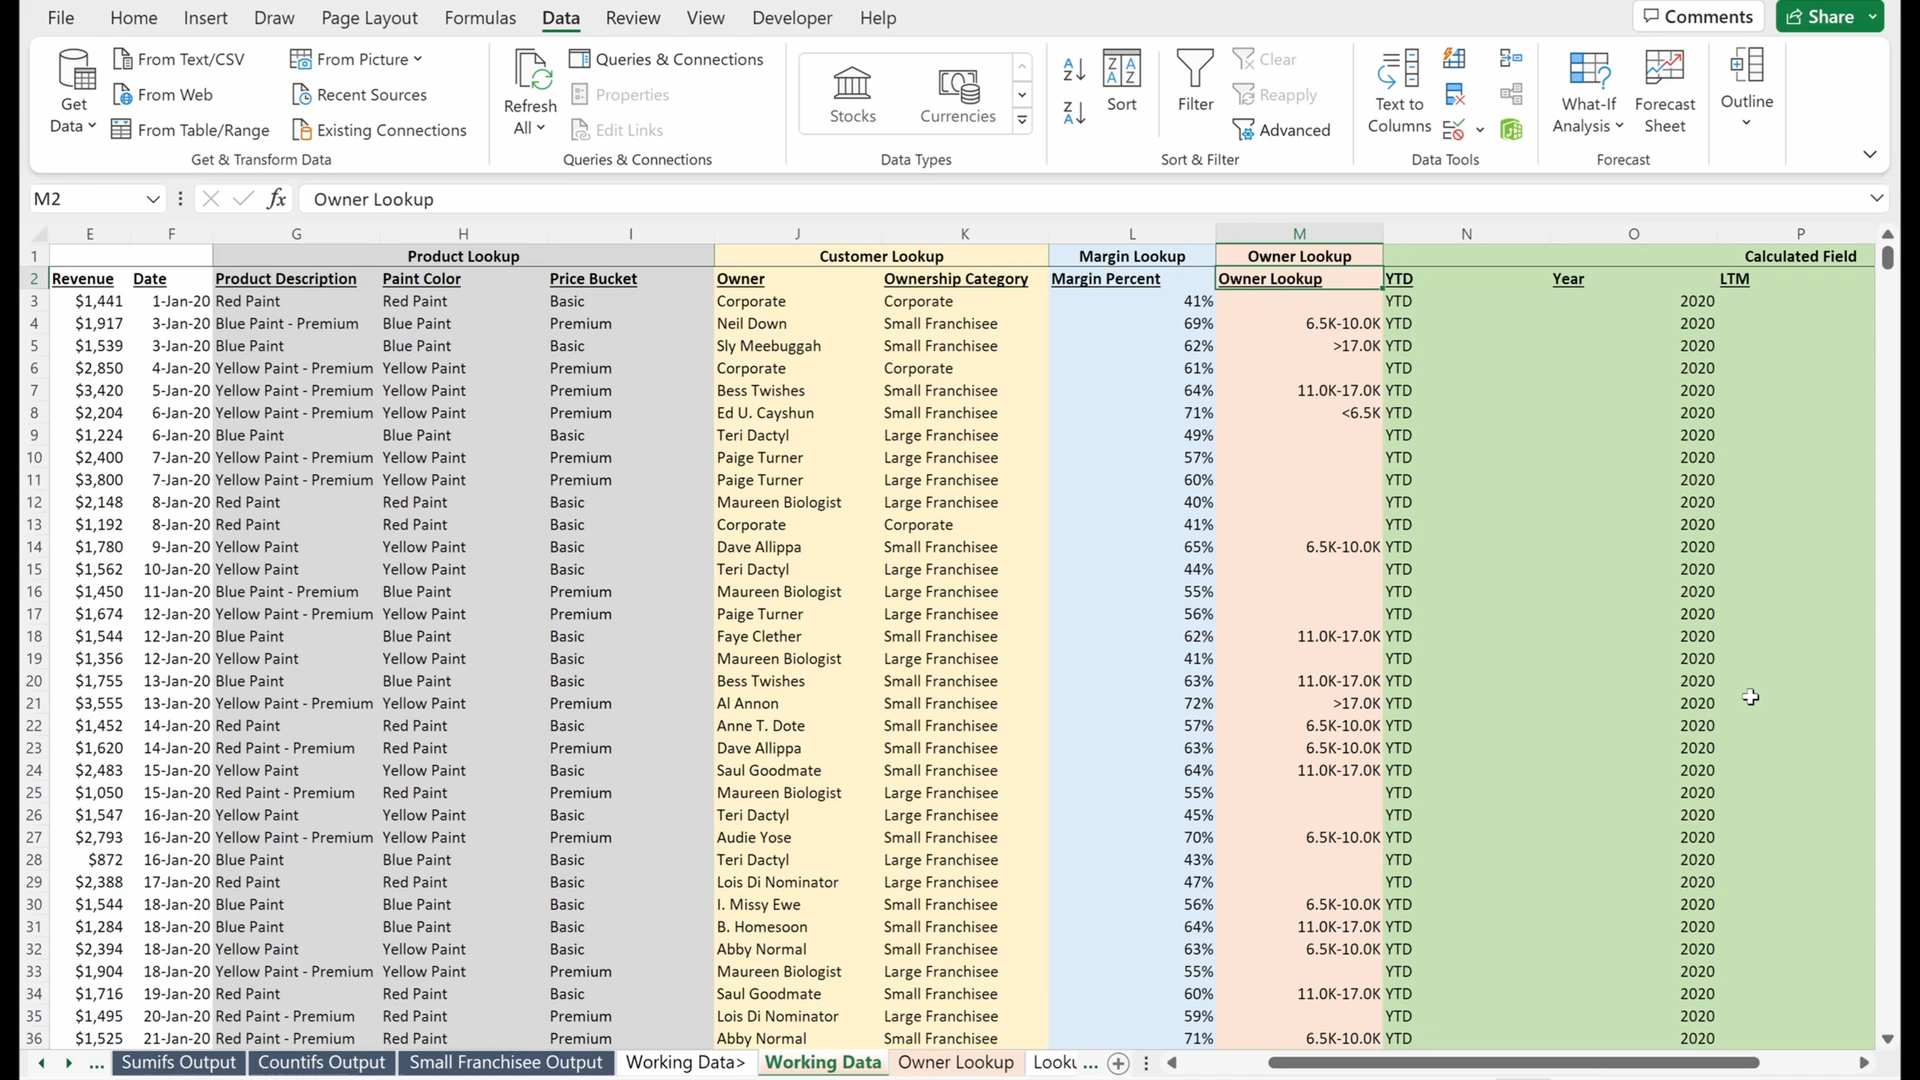 File Home Insert Draw Page Layout Formulas Data Review View Developer Help Comments Share
Get Data
From Text/CSV
From Web
From Table/Range
From Picture
Recent Sources
Existing Connections
Get & Transform Data
Refresh All
Queries & Connections
Properties
Edit Links
Queries & Connections
Stocks Currencies
Data Types
Sort Filter
Clear
Reapply
Advanced
Sort & Filter
Text to Columns
Data Tools
What-If Analysis
Forecast Sheet
Forecast
Outline
M2 fx Owner Lookup
E F G H I J K L M N O P
1 Product Lookup Customer Lookup Margin Lookup Owner Lookup Calculated Field
2 Revenue Date Product Description Paint Color Price Bucket Owner Ownership Category Margin Percent Owner Lookup YTD Year LTM
3 $1,441 1-Jan-20 Red Paint Red Paint Basic Corporate Corporate 41% YTD 2020
4 $1,917 3-Jan-20 Blue Paint - Premium Blue Paint Premium Neil Down Small Franchisee 69% 6.5K-10.0K YTD 2020
5 $1,539 3-Jan-20 Blue Paint Blue Paint Basic Sly Meebuggah Small Franchisee 62% >17.0K YTD 2020
6 $2,850 4-Jan-20 Yellow Paint - Premium Yellow Paint Premium Corporate Corporate 61% YTD 2020
7 $3,420 5-Jan-20 Yellow Paint - Premium Yellow Paint Premium Bess Twishes Small Franchisee 64% 11.0K-17.0K YTD 2020
8 $2,204 6-Jan-20 Yellow Paint - Premium Yellow Paint Premium Ed U. Cayshun Small Franchisee 71% <6.5K YTD 2020
9 $1,224 6-Jan-20 Blue Paint Blue Paint Basic Teri Dactyl Large Franchisee 49% YTD 2020
10 $2,400 7-Jan-20 Yellow Paint - Premium Yellow Paint Premium Paige Turner Large Franchisee 57% YTD 2020
11 $3,800 7-Jan-20 Yellow Paint - Premium Yellow Paint Premium Paige Turner Large Franchisee 60% YTD 2020
12 $2,148 8-Jan-20 Red Paint Red Paint Basic Maureen Biologist Large Franchisee 40% YTD 2020
13 $1,192 8-Jan-20 Red Paint Red Paint Basic Corporate Corporate 41% YTD 2020
14 $1,780 9-Jan-20 Yellow Paint Yellow Paint Basic Dave Allippa Small Franchisee 65% 6.5K-10.0K YTD 2020
15 $1,562 10-Jan-20 Yellow Paint Yellow Paint Basic Teri Dactyl Large Franchisee 44% YTD 2020
16 $1,450 11-Jan-20 Blue Paint - Premium Blue Paint Premium Maureen Biologist Large Franchisee 55% YTD 2020
17 $1,674 12-Jan-20 Yellow Paint - Premium Yellow Paint Premium Paige Turner Large Franchisee 56% YTD 2020
18 $1,544 12-Jan-20 Blue Paint Blue Paint Basic Faye Clether Small Franchisee 62% 11.0K-17.0K YTD 2020
19 $1,356 12-Jan-20 Yellow Paint Yellow Paint Basic Maureen Biologist Large Franchisee 41% YTD 2020
20 $1,755 13-Jan-20 Blue Paint Blue Paint Basic Bess Twishes Small Franchisee 63% 11.0K-17.0K YTD 2020
21 $3,555 13-Jan-20 Yellow Paint - Premium Yellow Paint Premium Al Annon Small Franchisee 72% >17.0K YTD 2020
22 $1,452 14-Jan-20 Red Paint Red Paint Basic Anne T. Dote Small Franchisee 57% 6.5K-10.0K YTD 2020
23 $1,620 14-Jan-20 Red Paint - Premium Red Paint Premium Dave Allippa Small Franchisee 63% 6.5K-10.0K YTD 2020
24 $2,483 15-Jan-20 Yellow Paint Yellow Paint Basic Saul Goodmate Small Franchisee 64% 11.0K-17.0K YTD 2020
25 $1,050 15-Jan-20 Red Paint - Premium Red Paint Premium Maureen Biologist Large Franchisee 55% YTD 2020
26 $1,547 16-Jan-20 Yellow Paint Yellow Paint Basic Teri Dactyl Large Franchisee 45% YTD 2020
27 $2,793 16-Jan-20 Yellow Paint - Premium Yellow Paint Premium Audie Yose Small Franchisee 70% 6.5K-10.0K YTD 2020
28 $872 16-Jan-20 Blue Paint Blue Paint Basic Teri Dactyl Large Franchisee 43% YTD 2020
29 $2,388 17-Jan-20 Red Paint Red Paint Basic Lois Di Nominator Large Franchisee 47% YTD 2020
30 $1,544 18-Jan-20 Blue Paint Blue Paint Basic I. Missy Ewe Small Franchisee 56% 6.5K-10.0K YTD 2020
31 $1,284 18-Jan-20 Blue Paint Blue Paint Basic B. Homesoon Small Franchisee 64% 11.0K-17.0K YTD 2020
32 $2,394 18-Jan-20 Yellow Paint Yellow Paint Basic Abby Normal Small Franchisee 63% 6.5K-10.0K YTD 2020
33 $1,904 18-Jan-20 Yellow Paint - Premium Yellow Paint Premium Maureen Biologist Large Franchisee 55% YTD 2020
34 $1,716 19-Jan-20 Red Paint Red Paint Basic Saul Goodmate Small Franchisee 60% 11.0K-17.0K YTD 2020
35 $1,495 20-Jan-20 Red Paint - Premium Red Paint Premium Lois Di Nominator Large Franchisee 59% YTD 2020
36 $1,525 21-Jan-20 Red Paint - Premium Red Paint Premium Abby Normal Small Franchisee 71% 6.5K-10.0K YTD 2020
... Sumifs Output Countifs Output Small Franchisee Output Working Data> Working Data Owner Lookup Looku ...